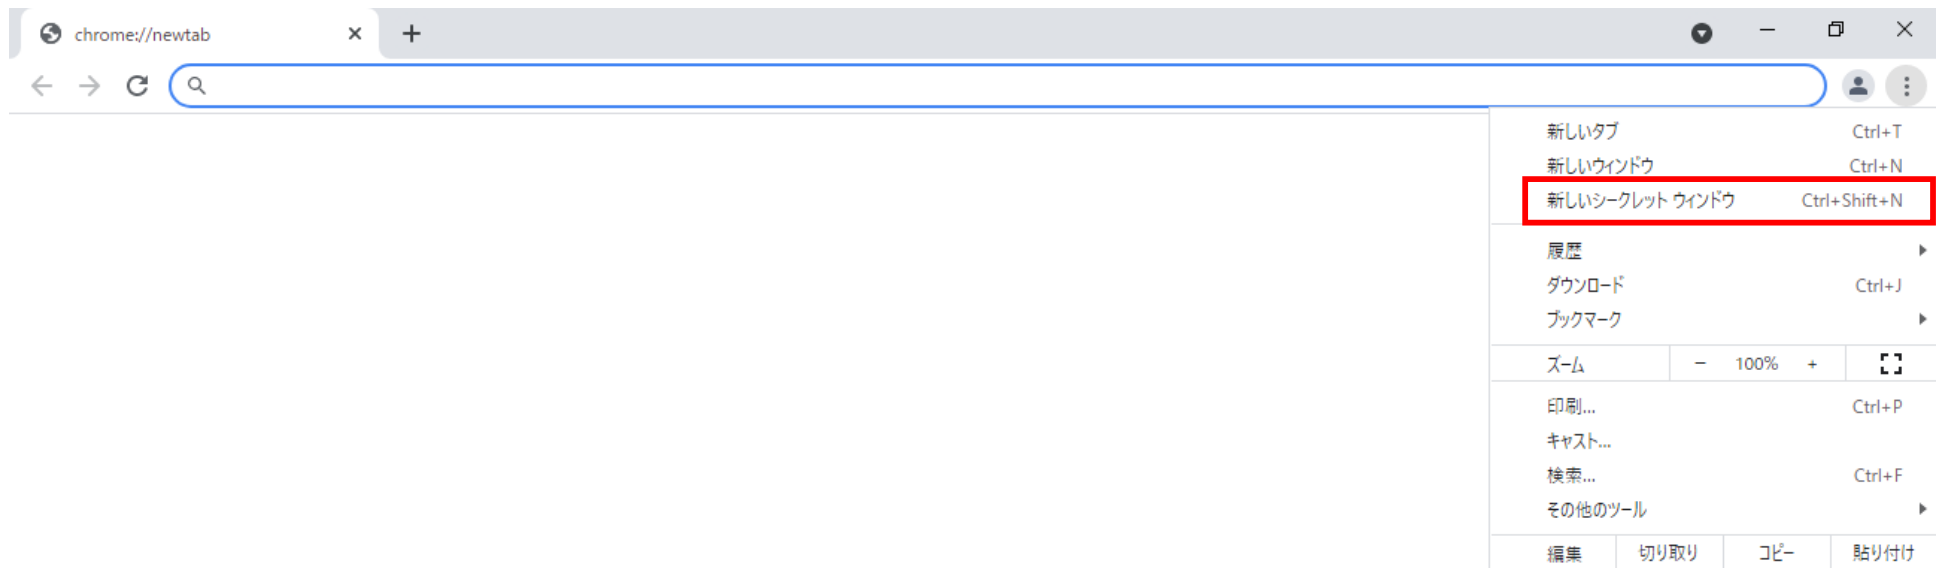 chrome://newtab
新しいタブ Ctrl+T
新しいウィンドウ Ctrl+N
新しいシークレット ウィンドウ Ctrl+Shift+N
履歴
ダウンロード Ctrl+J
ブックマーク
ズーム − 100% +
印刷... Ctrl+P
キャスト...
検索... Ctrl+F
その他のツール
編集 切り取り コピー 貼り付け